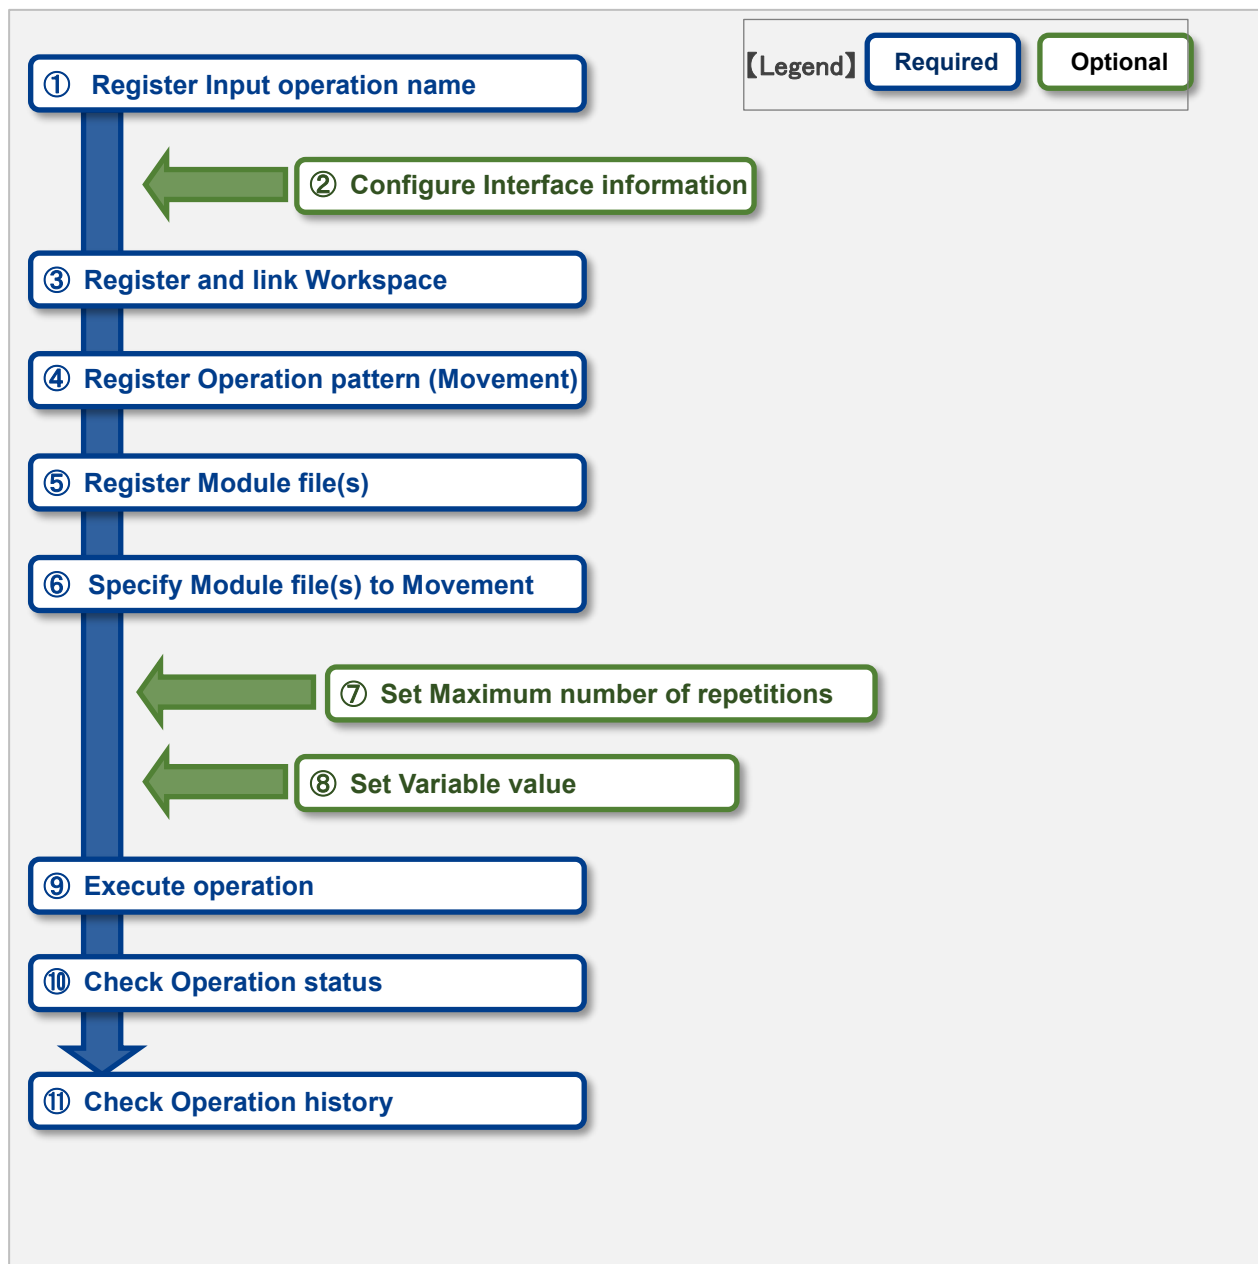 【Legend】 Required Optional
① Register Input operation name
② Configure Interface information
③ Register and link Workspace
④ Register Operation pattern (Movement)
⑤ Register Module file(s)
⑥ Specify Module file(s) to Movement
⑦ Set Maximum number of repetitions
⑧ Set Variable value
⑨ Execute operation
⑩ Check Operation status
⑪ Check Operation history